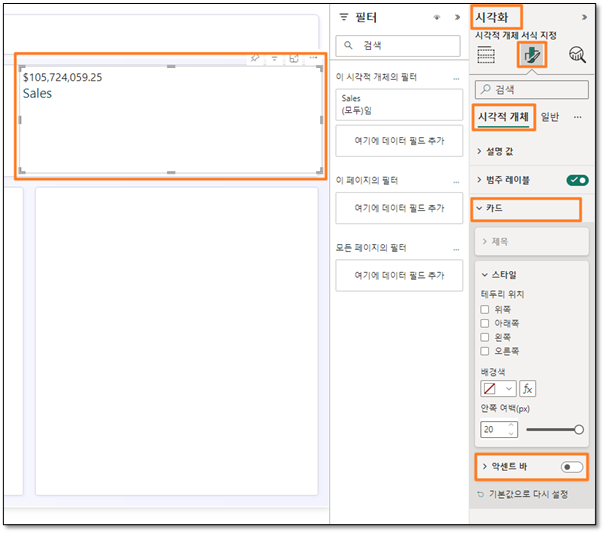 $105,724,059.25
Sales
필터
검색
이 시각적 개체의 필터
...
Sales
(모두)임
여기에 데이터 필드 추가
이 페이지의 필터
...
여기에 데이터 필드 추가
모든 페이지의 필터
...
여기에 데이터 필드 추가
시각화
시각적 개체 서식 지정
검색
시각적 개체 일반 ...
설명 값
범주 레이블
카드
제목
스타일
테두리 위치
위쪽
아래쪽
왼쪽
오른쪽
배경색
fx
안쪽 여백(px)
20
악센트 바
기본값으로 다시 설정